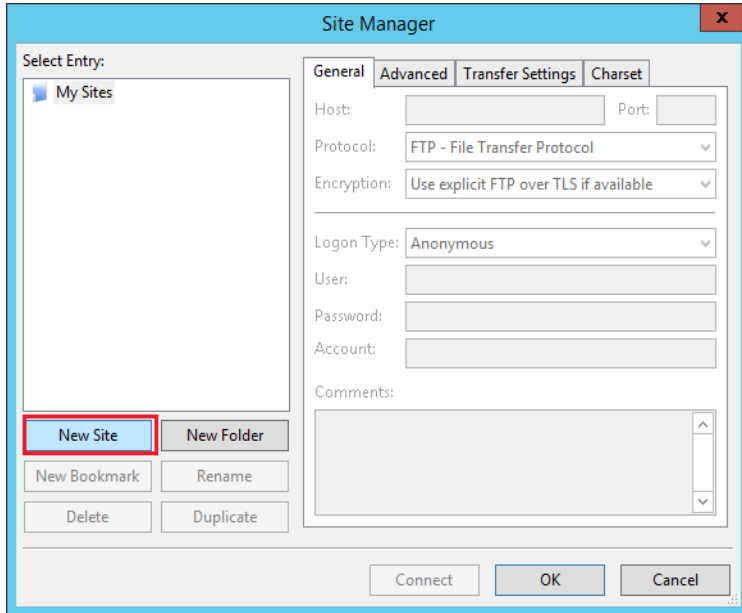 Site Manager
x
Select Entry:
My Sites
New Site
New Folder
New Bookmark
Rename
Delete
Duplicate
General
Advanced
Transfer Settings
Charset
Host:
Port:
Protocol:
FTP - File Transfer Protocol
Encryption:
Use explicit FTP over TLS if available
Logon Type:
Anonymous
User:
Password:
Account:
Comments:
Connect
OK
Cancel